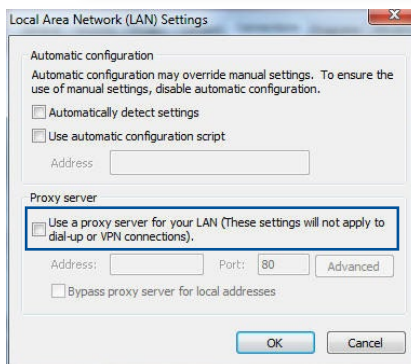 Local Area Network (LAN) Settings
Automatic configuration
Automatic configuration may override manual settings. To ensure the
use of manual settings, disable automatic configuration.
Automatically detect settings
Use automatic configuration script
Address
Proxy server
Use a proxy server for your LAN (These settings will not apply to
dial-up or VPN connections).
Address: Port: 80 Advanced
Bypass proxy server for local addresses
OK Cancel